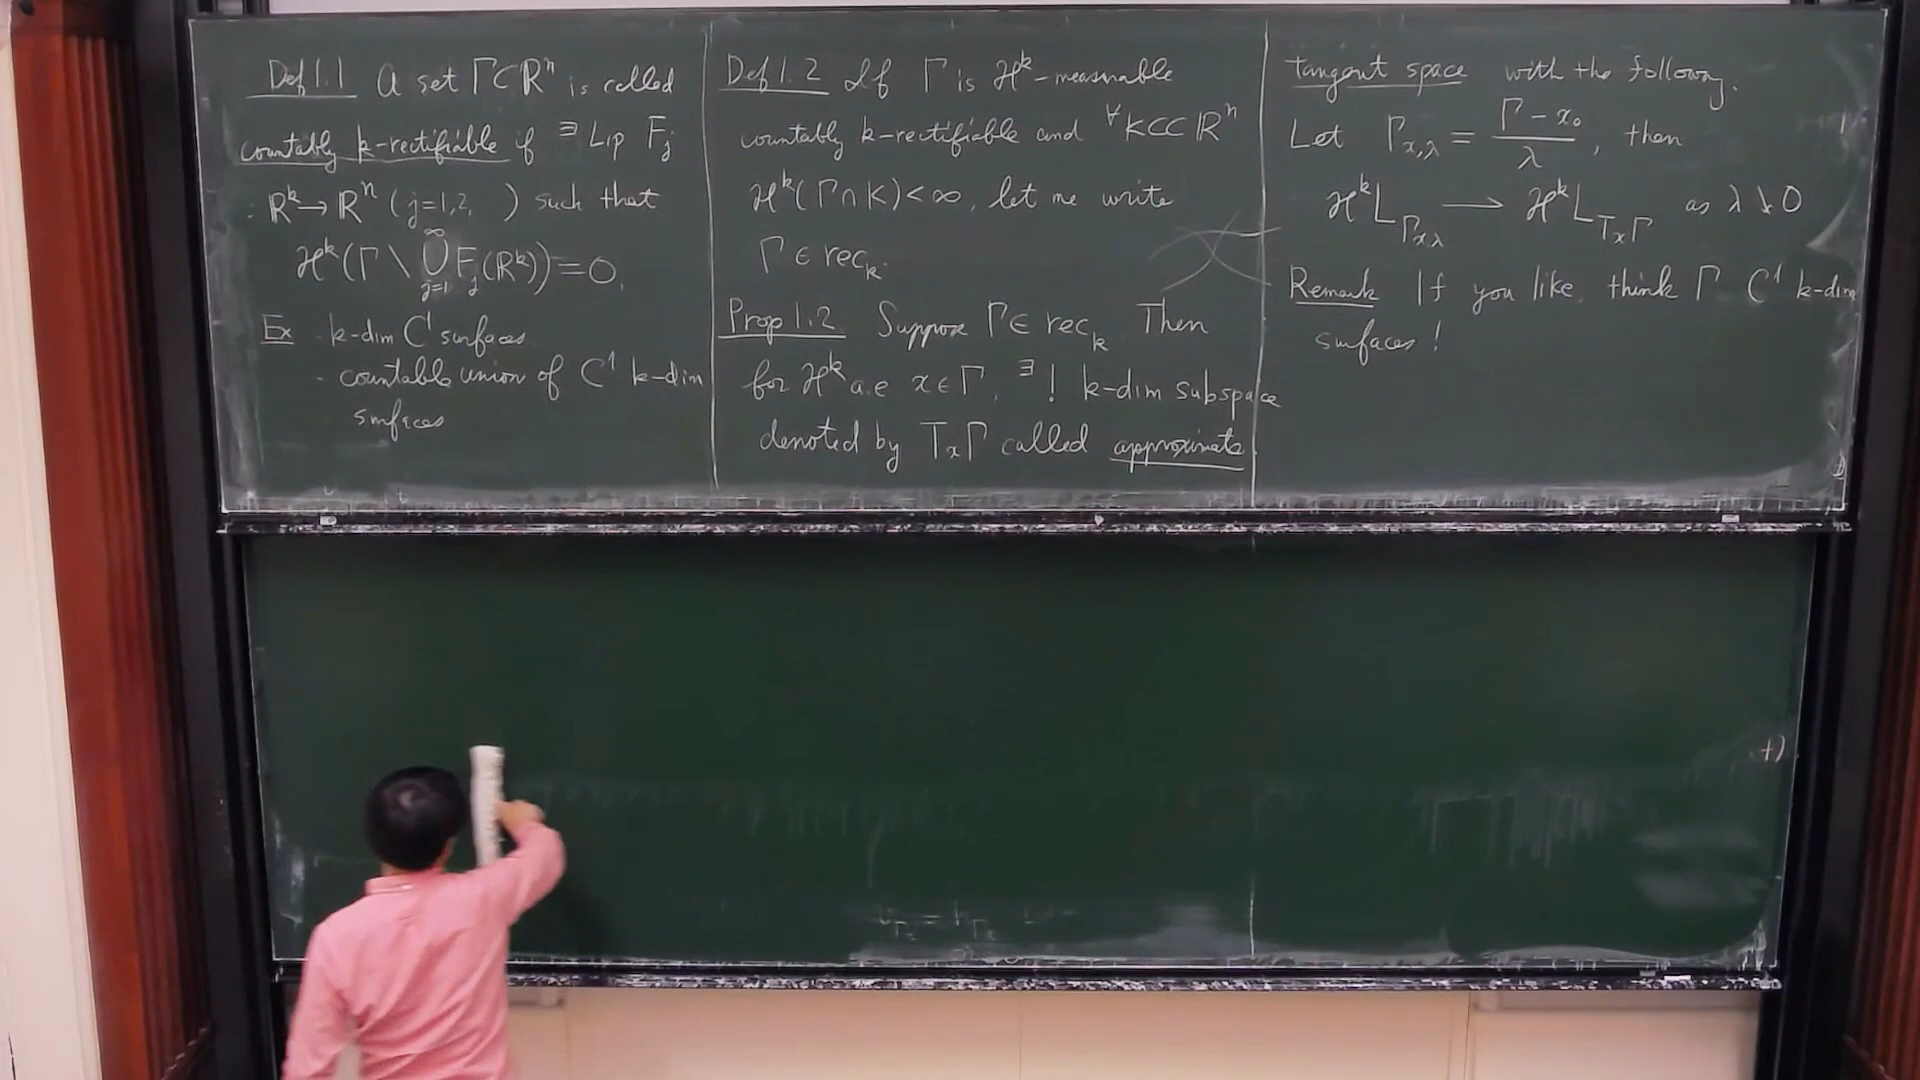 Def 1.1 A set Γ⊂ℝⁿ is called
countably k-rectifiable if ∃ Lip F_j
ℝᵏ→ℝⁿ (j=1,2, ) such that
ℋᵏ(Γ \ ⋃_{j=1}^∞ F_j(ℝᵏ))=0.
Ex - k-dim C¹ surfaces
- countable union of C¹ k-dim
surfaces
Def 1.2 If Γ is ℋᵏ-measurable
countably k-rectifiable and ∀K⊂⊂ℝⁿ
ℋᵏ(Γ∩K)<∞, let me write
Γ∈rec_k.
Prop 1.2 Suppose Γ∈rec_k Then
for ℋᵏ a.e x∈Γ, ∃! k-dim subspace
denoted by TₓΓ called approximate
tangent space with the following.
Let Γ_{x,λ} = (Γ-x₀)/λ, then
ℋᵏ⌊_{Γ_{x,λ}} ⟶ ℋᵏ⌊_{TₓΓ} as λ↓0
Remark If you like, think Γ C¹ k-dim
surfaces!